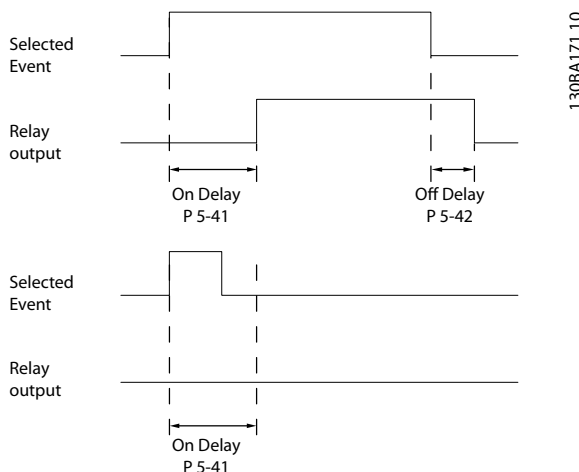 Selected
Event
Relay
output
On Delay
P 5-41
Off Delay
P 5-42
Selected
Event
Relay
output
On Delay
P 5-41
130BA171.10